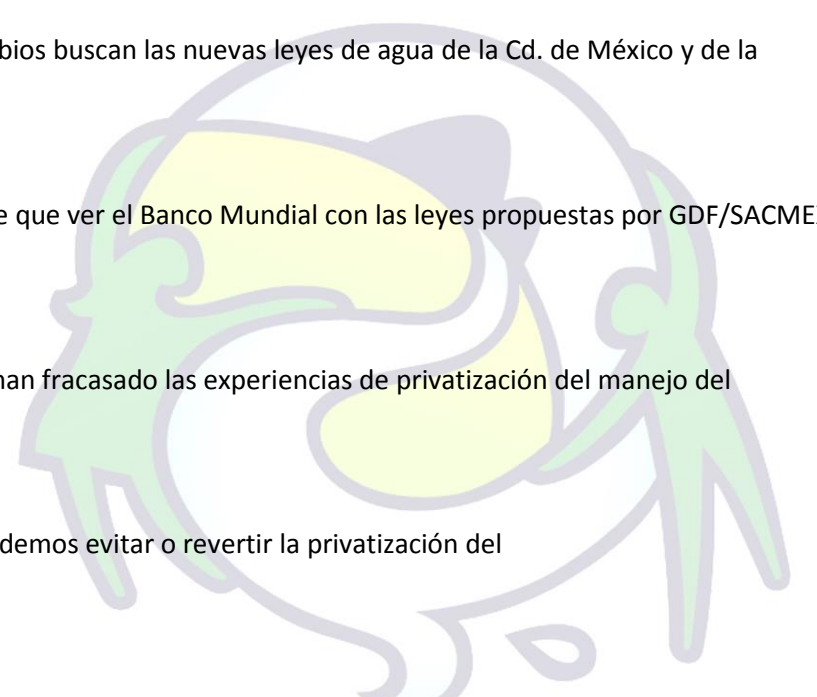 bios buscan las nuevas leyes de agua de la Cd. de México y de la
e que ver el Banco Mundial con las leyes propuestas por GDF/SACMEX
han fracasado las experiencias de privatización del manejo del
demos evitar o revertir la privatización del